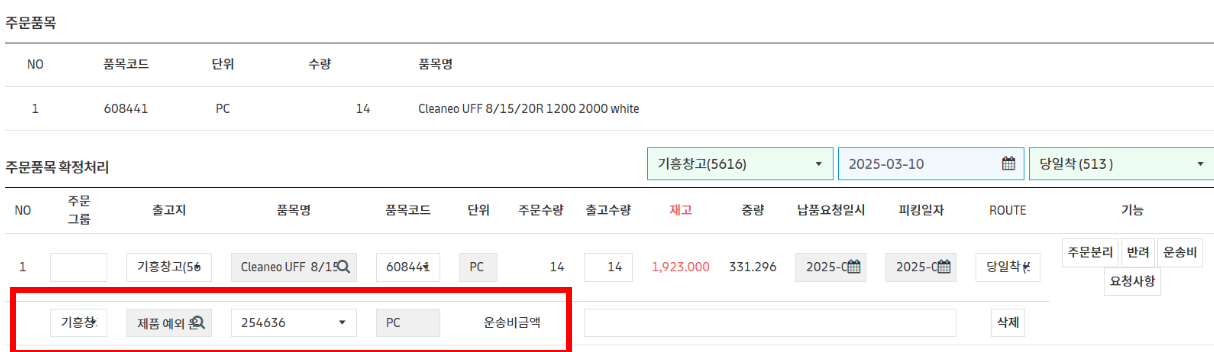 주문품목
NO 품목코드 단위 수량 품목명
1 608441 PC 14 Cleaneo UFF 8/15/20R 1200 2000 white
주문품목 확정처리 기흥창고(5616) 2025-03-10 당일착 (513 )
NO 주문 그룹 출고지 품목명 품목코드 단위 주문수량 출고수량 재고 중량 납품요청일시 피킹일자 ROUTE 기능
1 기흥창고(56 Cleaneo UFF 8/15 608441 PC 14 14 1,923.000 331.296 2025-0 2025-0 당일착 주문분리 반려 운송비
요청사항
기흥창 제품 예외 254636 PC 운송비금액 삭제